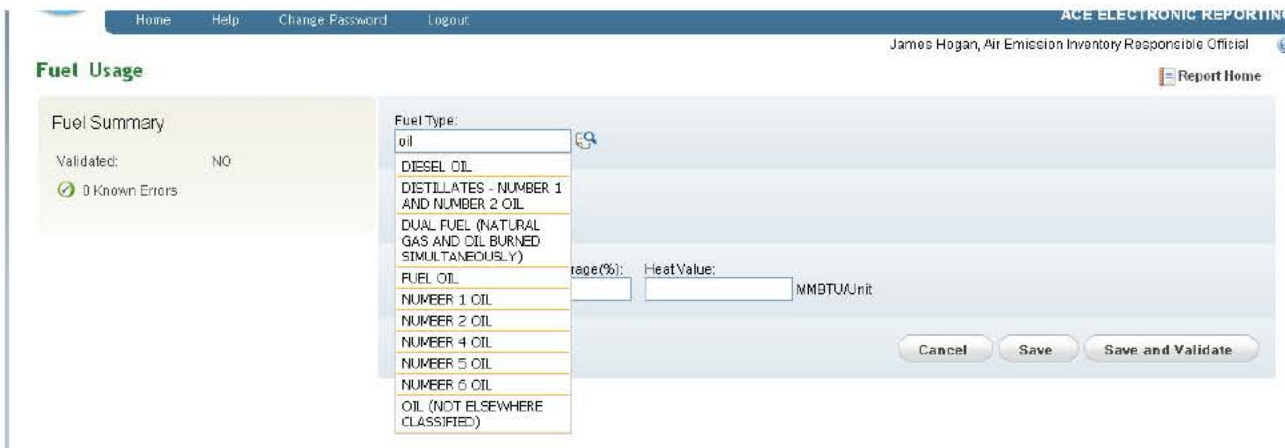 Home Help Change Password Logout
ACE ELECTRONIC REPORTING
James Hogan, Air Emission Inventory Responsible Official
Fuel Usage
Report Home
Fuel Summary
Validated: NO
0 Known Errors
Fuel Type:
oil
DIESEL OIL
DISTILLATES - NUMBER 1
AND NUMBER 2 OIL
DUAL FUEL (NATURAL
GAS AND OIL BURNED
SIMULTANEOUSLY)
FUEL OIL
NUMBER 1 OIL
NUMBER 2 OIL
NUMBER 4 OIL
NUMBER 5 OIL
NUMBER 6 OIL
OIL (NOT ELSEWHERE
CLASSIFIED)
rage(%): Heat Value:
MMBTU/Unit
Cancel Save Save and Validate